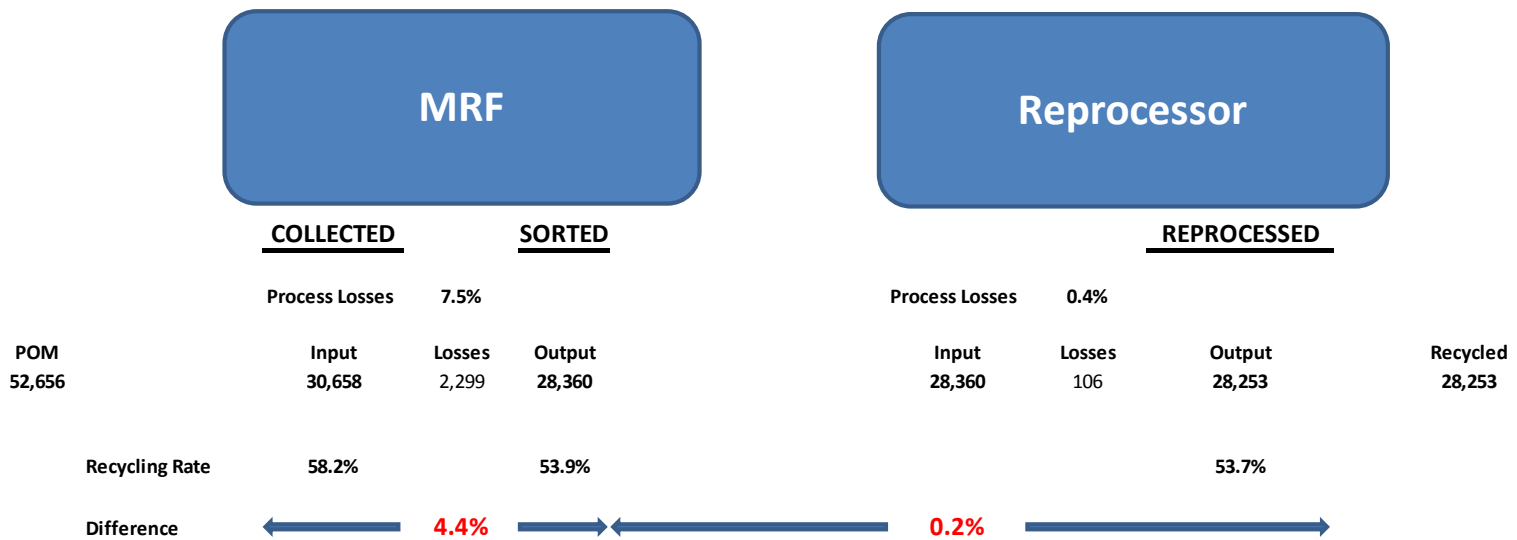 MRF Reprocessor
COLLECTED SORTED REPROCESSED
Process Losses 7.5% Process Losses 0.4%
POM Input Losses Output Input Losses Output Recycled
52,656 30,658 2,299 28,360 28,360 106 28,253 28,253
Recycling Rate 58.2% 53.9% 53.7%
Difference 4.4% 0.2%